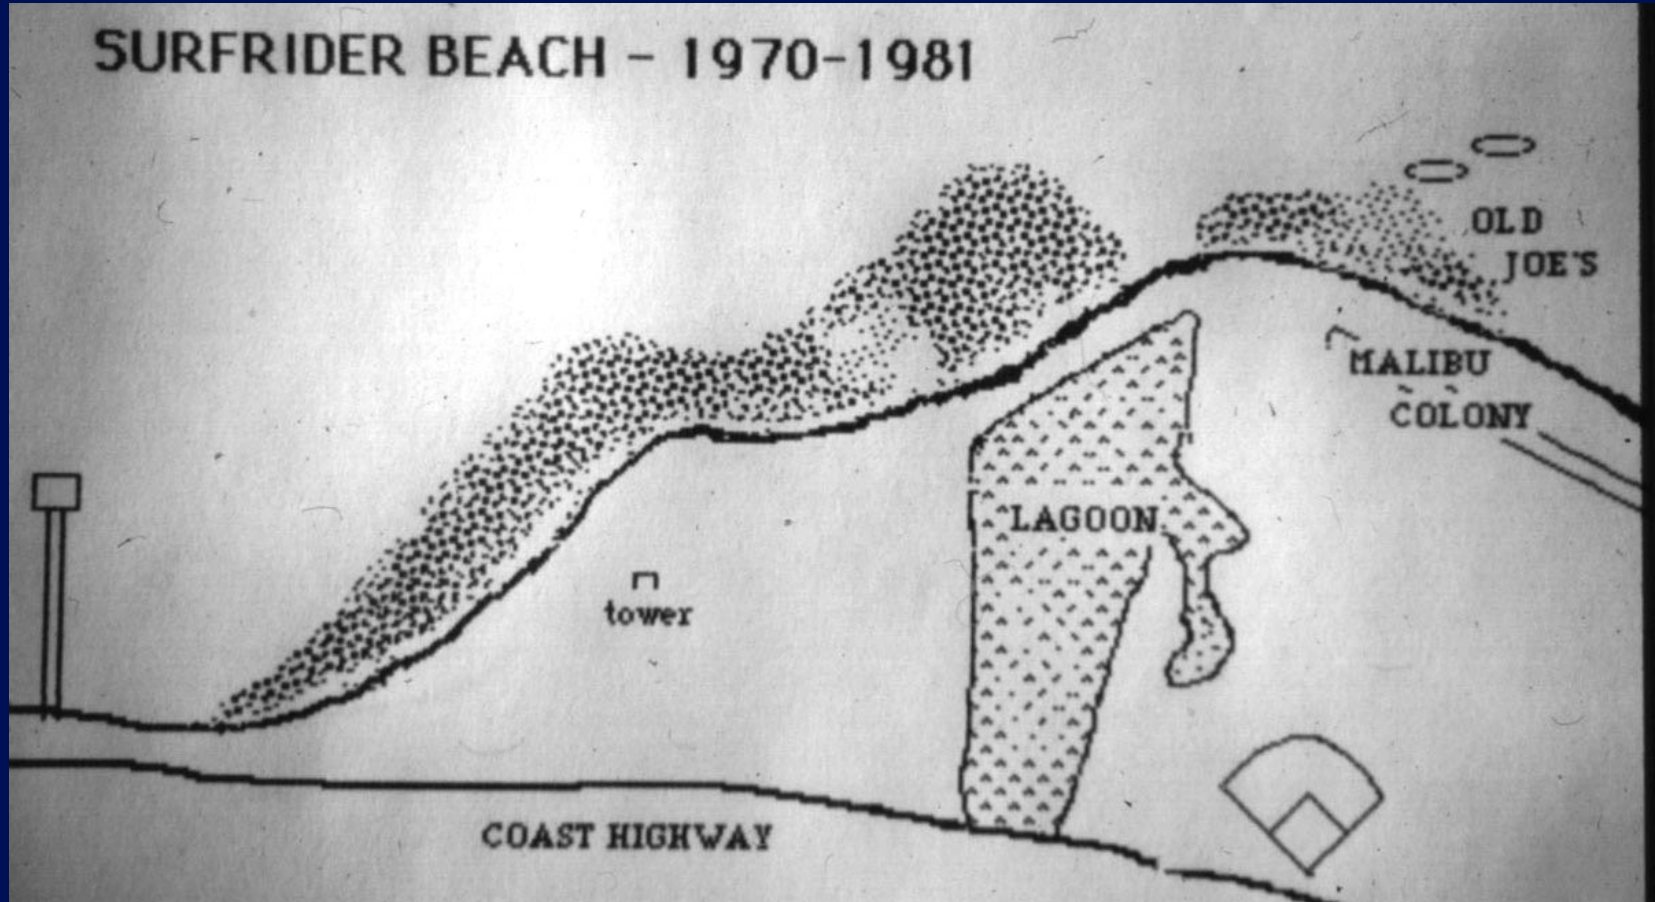 SURFRIDER BEACH - 1970-1981
OLD
JOE'S
MALIBU
COLONY
LAGOON
tower
COAST HIGHWAY